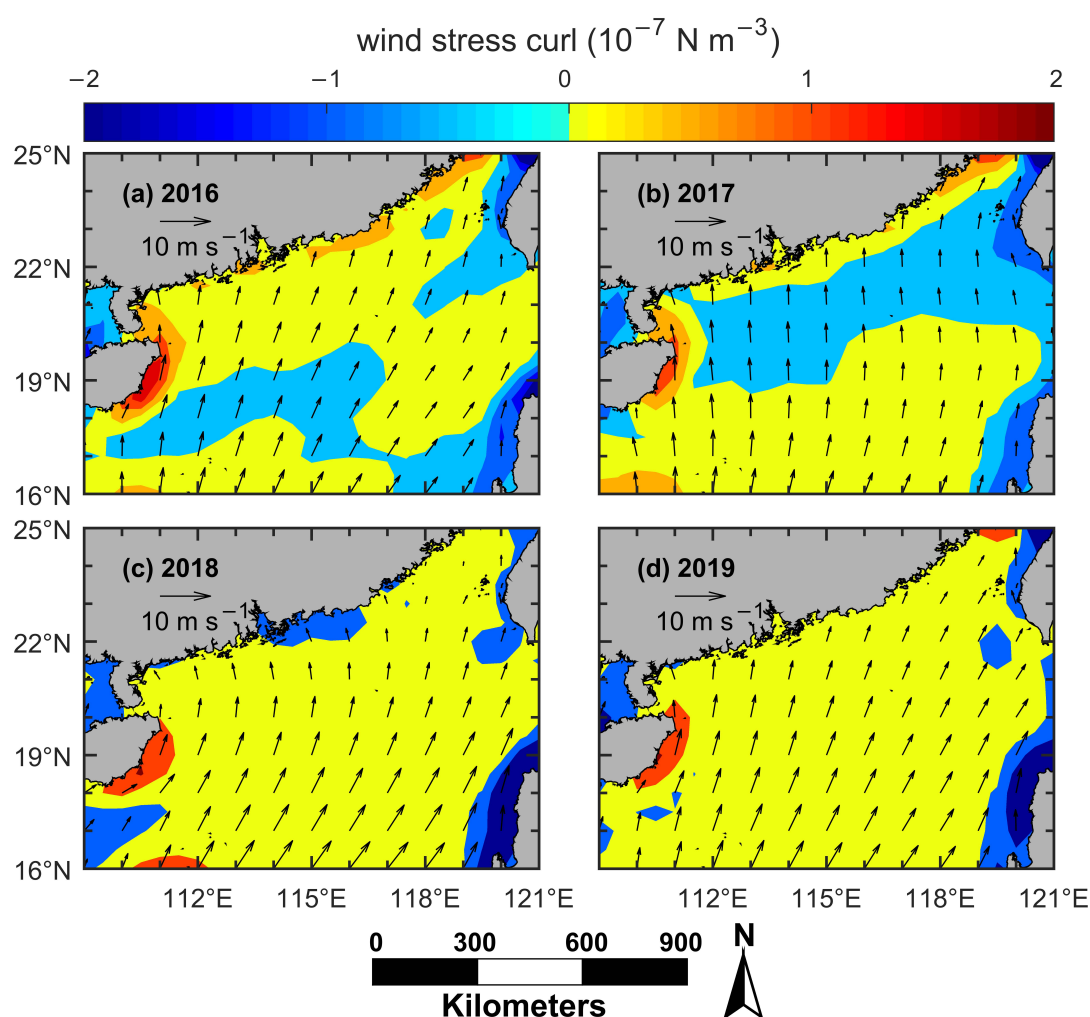 wind stress curl (10⁻⁷ N m⁻³)
−2 −1 0 1 2
25°N
(a) 2016 (b) 2017
10 m s⁻¹ 10 m s⁻¹
22°N
19°N
16°N
25°N
(c) 2018 (d) 2019
10 m s⁻¹ 10 m s⁻¹
22°N
19°N
16°N
112°E 115°E 118°E 121°E 112°E 115°E 118°E 121°E
0 300 600 900 N
Kilometers